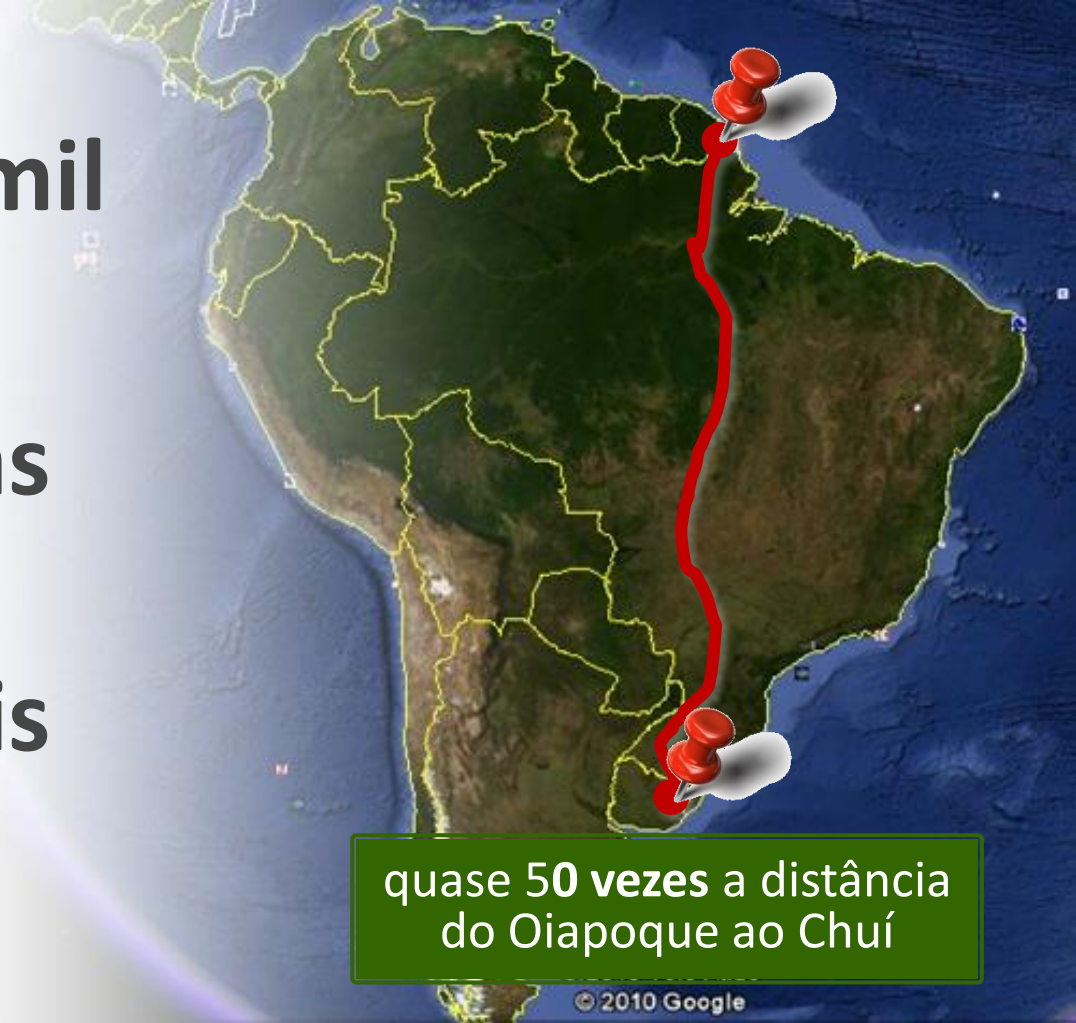 mil
s
is
quase 50 vezes a distância
do Oiapoque ao Chuí
© 2010 Google